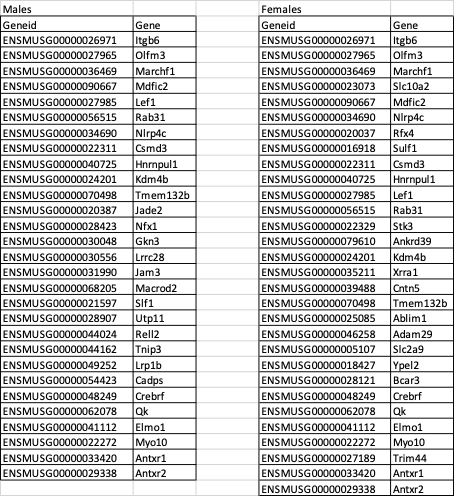 Males Females
Geneid Gene Geneid Gene
ENSMUSG00000026971 Itgb6 ENSMUSG00000026971 Itgb6
ENSMUSG00000027965 Olfm3 ENSMUSG00000027965 Olfm3
ENSMUSG00000036469 Marchf1 ENSMUSG00000036469 Marchf1
ENSMUSG00000090667 Mdfic2 ENSMUSG00000023073 Slc10a2
ENSMUSG00000027985 Lef1 ENSMUSG00000090667 Mdfic2
ENSMUSG00000056515 Rab31 ENSMUSG00000034690 Nlrp4c
ENSMUSG00000034690 Nlrp4c ENSMUSG00000020037 Rfx4
ENSMUSG00000022311 Csmd3 ENSMUSG00000016918 Sulf1
ENSMUSG00000040725 Hnrnpul1 ENSMUSG00000022311 Csmd3
ENSMUSG00000024201 Kdm4b ENSMUSG00000040725 Hnrnpul1
ENSMUSG00000070498 Tmem132b ENSMUSG00000027985 Lef1
ENSMUSG00000020387 Jade2 ENSMUSG00000056515 Rab31
ENSMUSG00000028423 Nfx1 ENSMUSG00000022329 Stk3
ENSMUSG00000030048 Gkn3 ENSMUSG00000079610 Ankrd39
ENSMUSG00000030556 Lrrc28 ENSMUSG00000024201 Kdm4b
ENSMUSG00000031990 Jam3 ENSMUSG00000035211 Xrra1
ENSMUSG00000068205 Macrod2 ENSMUSG00000039488 Cntn5
ENSMUSG00000021597 Slf1 ENSMUSG00000070498 Tmem132b
ENSMUSG00000028907 Utp11 ENSMUSG00000025085 Ablim1
ENSMUSG00000044024 Rell2 ENSMUSG00000046258 Adam29
ENSMUSG00000044162 Tnip3 ENSMUSG00000005107 Slc2a9
ENSMUSG00000049252 Lrp1b ENSMUSG00000018427 Ypel2
ENSMUSG00000054423 Cadps ENSMUSG00000028121 Bcar3
ENSMUSG00000048249 Crebrf ENSMUSG00000048249 Crebrf
ENSMUSG00000062078 Qk ENSMUSG00000062078 Qk
ENSMUSG00000041112 Elmo1 ENSMUSG00000041112 Elmo1
ENSMUSG00000022272 Myo10 ENSMUSG00000022272 Myo10
ENSMUSG00000033420 Antxr1 ENSMUSG00000027189 Trim44
ENSMUSG00000029338 Antxr2 ENSMUSG00000033420 Antxr1
ENSMUSG00000029338 Antxr2